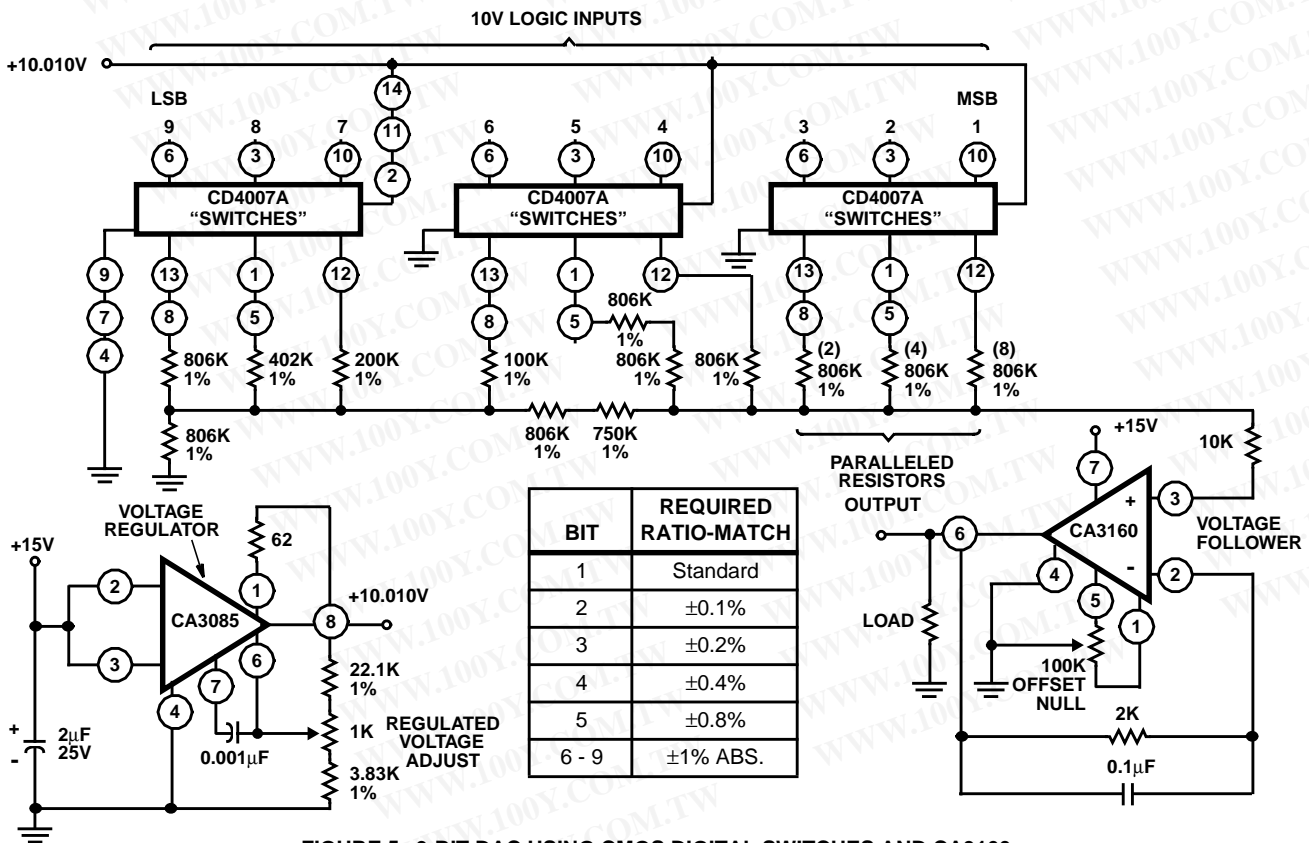 10V LOGIC INPUTS
+10.010V
LSB
MSB
9 8 7 6 5 4 3 2 1
14
11
2
6 3 10 6 3 10 6 3 10
CD4007A
"SWITCHES"
CD4007A
"SWITCHES"
CD4007A
"SWITCHES"
9
7
4
13 1 12
8 5
13 1 12
8 5
13 1 12
8 5
806K
1%
402K
1%
200K
1%
100K
1%
806K
1%
806K
1%
806K
1%
(2)
806K
1%
(4)
806K
1%
(8)
806K
1%
806K
1%
806K
1%
750K
1%
PARALLELED
RESISTORS
OUTPUT
+15V
10K
7
3
6
+
CA3160
-
VOLTAGE
FOLLOWER
2
4
5
1
LOAD
100K
OFFSET
NULL
2K
0.1µF
VOLTAGE
REGULATOR
+15V
62
2
1
+10.010V
CA3085
8
3
6
7
4
22.1K
1%
1K
REGULATED
VOLTAGE
ADJUST
3.83K
1%
0.001µF
+
-
2µF
25V
BIT REQUIRED RATIO-MATCH
1 Standard
2 ±0.1%
3 ±0.2%
4 ±0.4%
5 ±0.8%
6 - 9 ±1% ABS.
WWW.100Y.COM.TW